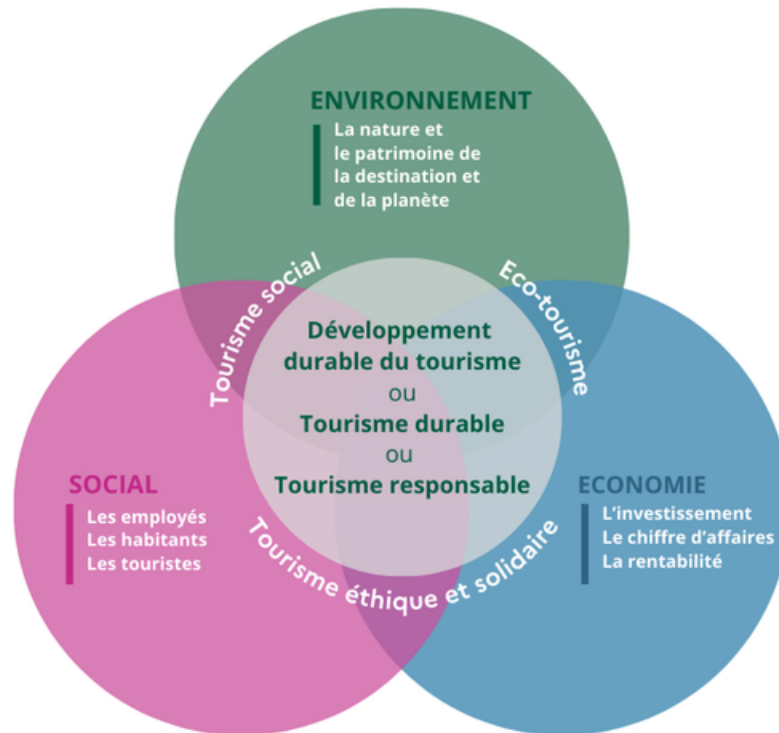 ENVIRONNEMENT
La nature et
le patrimoine de
la destination et
de la planète
Tourisme social
Eco-tourisme
Développement
durable du tourisme
ou
Tourisme durable
ou
Tourisme responsable
SOCIAL
Les employés
Les habitants
Les touristes
ECONOMIE
L’investissement
Le chiffre d’affaires
La rentabilité
Tourisme éthique et solidaire